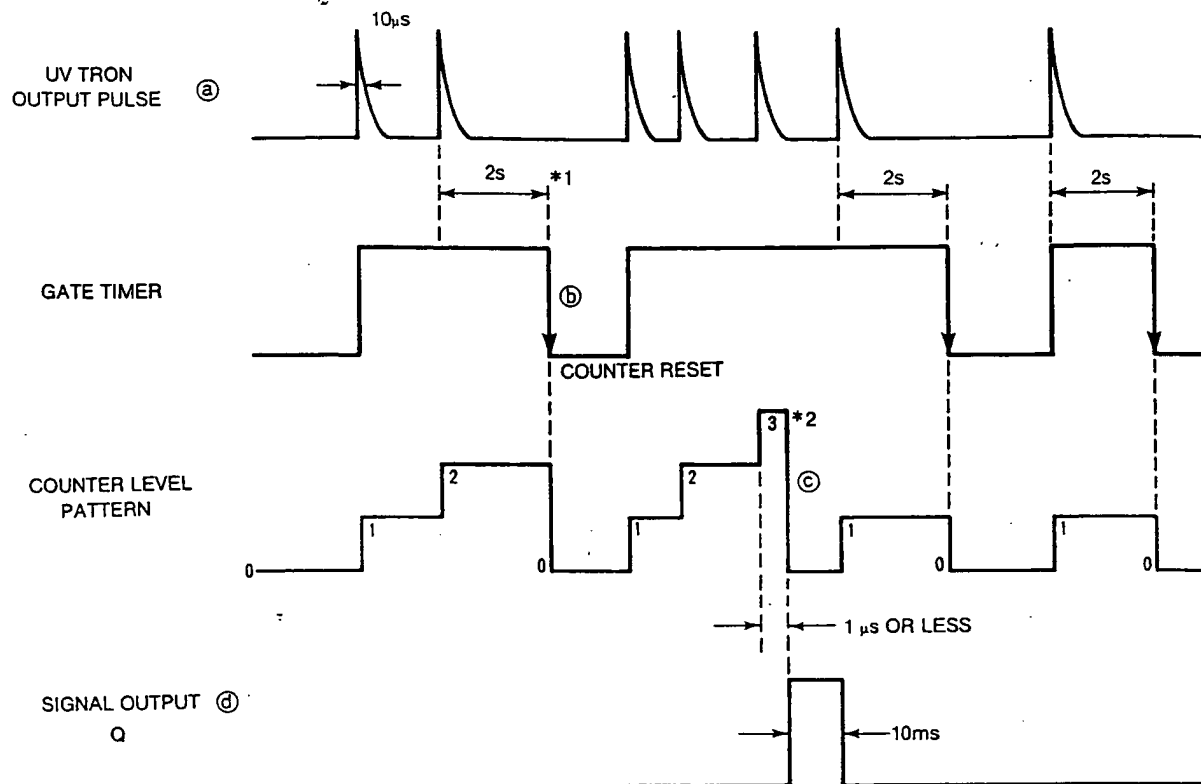 10μs
UV TRON
OUTPUT PULSE ⓐ
2s *1
2s
2s
GATE TIMER
ⓑ
COUNTER RESET
3 *2
COUNTER LEVEL
PATTERN
2
2
ⓒ
1
1
1
1
0
0
0
0
1 μs OR LESS
SIGNAL OUTPUT ⓓ
Q
10ms